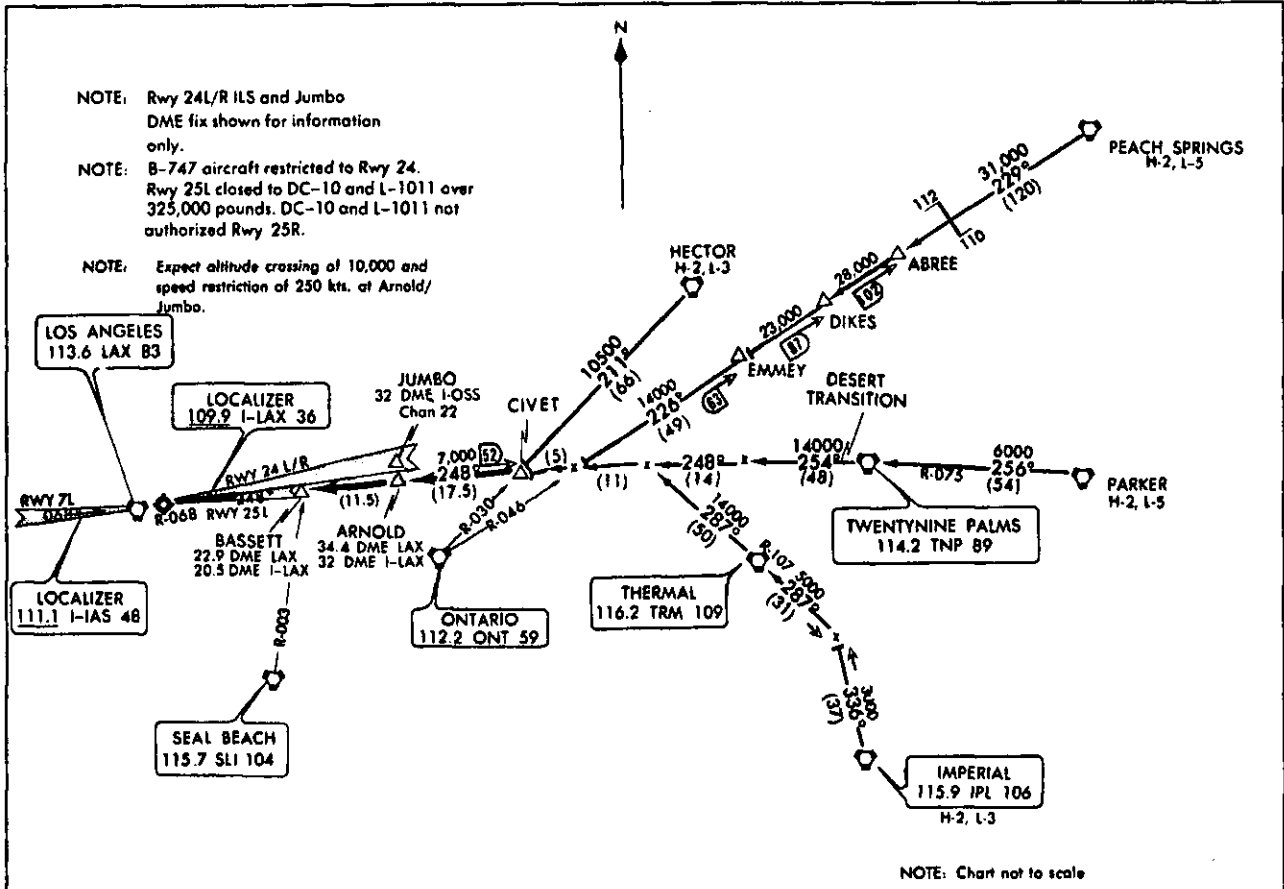 N
NOTE: Rwy 24L/R ILS and Jumbo
DME fix shown for information
only.
NOTE: B-747 aircraft restricted to Rwy 24.
Rwy 25L closed to DC-10 and L-1011 over
325,000 pounds. DC-10 and L-1011 not
authorized Rwy 25R.
NOTE: Expect altitude crossing of 10,000 and
speed restriction of 250 kts. at Arnold/
Jumbo.
PEACH SPRINGS
H-2, L-5
31,000
229°
(120)
112
110
ABREE
28,000
102
DIKES
23,000
87
EMMEY
14000
226°
(49)
63
HECTOR
H-2, L-3
10500
211°
(66)
LOS ANGELES
113.6 LAX 83
LOCALIZER
109.9 I-LAX 36
JUMBO
32 DME I-OSS
Chan 22
CIVET
DESERT
TRANSITION
RWY 24 L/R
7,000
52
248°
(17.5)
(5)
(11)
248°
(14)
14000
254°
(48)
R-075
6000
256°
(54)
PARKER
H-2, L-5
RWY 7L
068°
R-068
248°
RWY 25L
(11.5)
BASSETT
22.9 DME LAX
20.5 DME I-LAX
ARNOLD
34.4 DME LAX
32 DME I-LAX
R-030
R-046
TWENTYNINE PALMS
114.2 TNP 89
14000
287°
(50)
LOCALIZER
111.1 I-IAS 48
R-003
ONTARIO
112.2 ONT 59
THERMAL
116.2 TRM 109
R-107 5000
287°
(31)
SEAL BEACH
115.7 SLI 104
3000
336°
(37)
IMPERIAL
115.9 IPL 106
H-2, L-3
NOTE: Chart not to scale